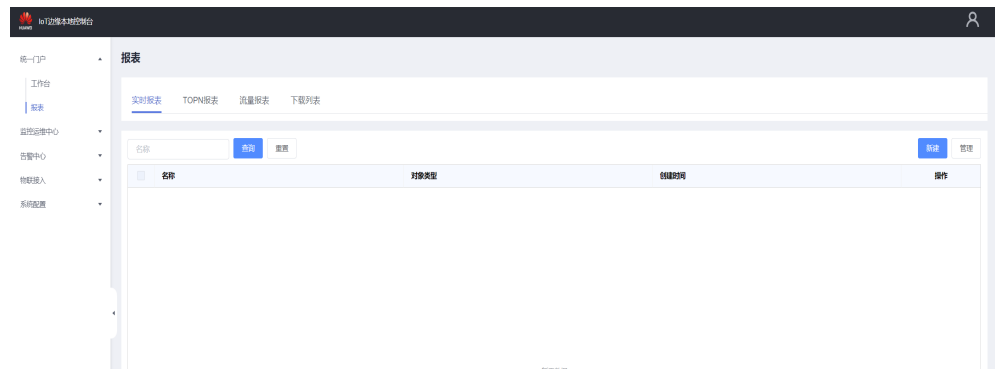 HUAWEI IoT边缘本地控制台
统一门户
工作台
报表
监控运维中心
告警中心
物联接入
系统配置
报表
实时报表 TOPN报表 流量报表 下载列表
名称 查询 重置 新建 管理
名称 对象类型 创建时间 操作